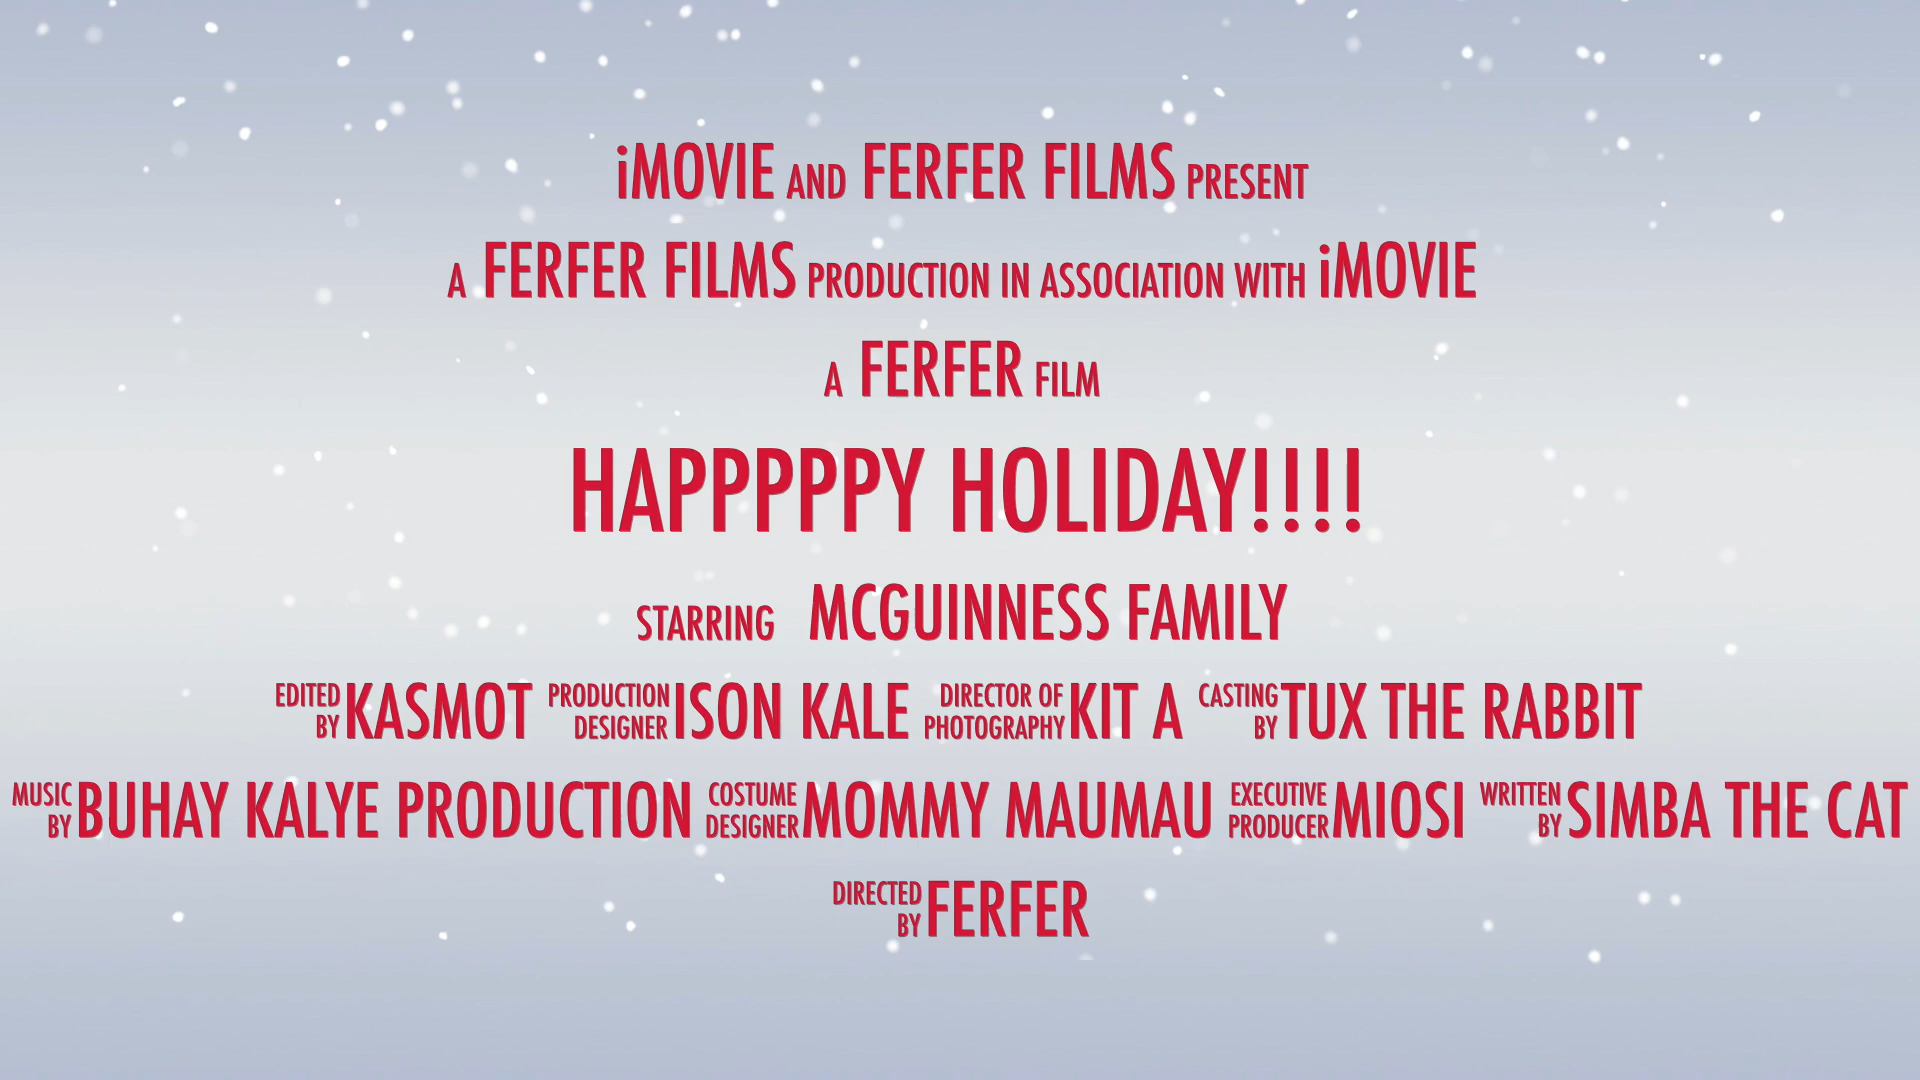 iMOVIE AND FERFER FILMS PRESENT
A FERFER FILMS PRODUCTION IN ASSOCIATION WITH iMOVIE
A FERFER FILM
HAPPPPPY HOLIDAY!!!!
STARRING MCGUINNESS FAMILY
EDITED BY KASMOT PRODUCTION DESIGNER ISON KALE DIRECTOR OF PHOTOGRAPHY KIT A CASTING BY TUX THE RABBIT
MUSIC BY BUHAY KALYE PRODUCTION COSTUME DESIGNER MOMMY MAUMAU EXECUTIVE PRODUCER MIOSI WRITTEN BY SIMBA THE CAT
DIRECTED BY FERFER